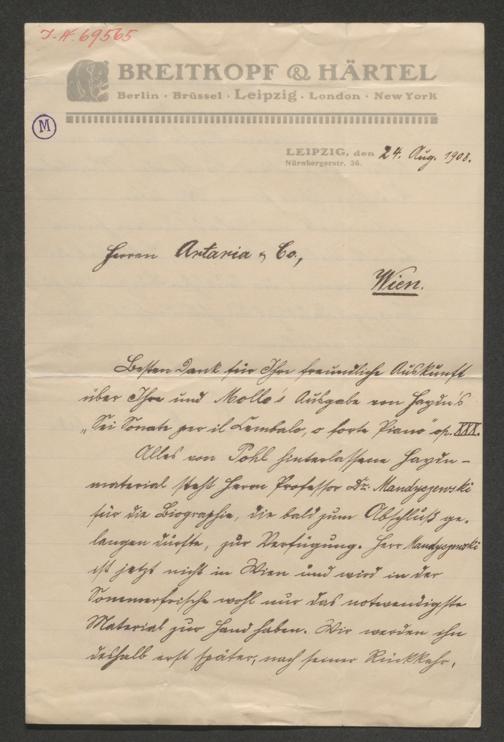 I.N. 69565
BREITKOPF & HÄRTEL
Berlin · Brüssel · Leipzig · London · New York
M
LEIPZIG, den 24. Aug. 1908.
Nürnbergerstr. 36.
Herren Artaria & Co.,
Wien.
Besten Dank für Ihre freundliche Auskunft
über Ihre und Mollo's Ausgabe von Haydn's
„Sei Sonate per il Cembalo, o forte Piano" op. XXX.
Alles von Pohl hinterlassene Haydn-
material steht Herrn Professor Dr. Mandyczewski
für die Biographie, die bald zum Abschluß ge-
langen dürfte, zur Verfügung. Herr Mandyczewski
ist jetzt nicht in Wien und wird in der
Sommerfrische wohl nur das notwendigste
Material zur Hand haben. Wir werden ihn
deshalb erst später, nach seiner Rückkehr,